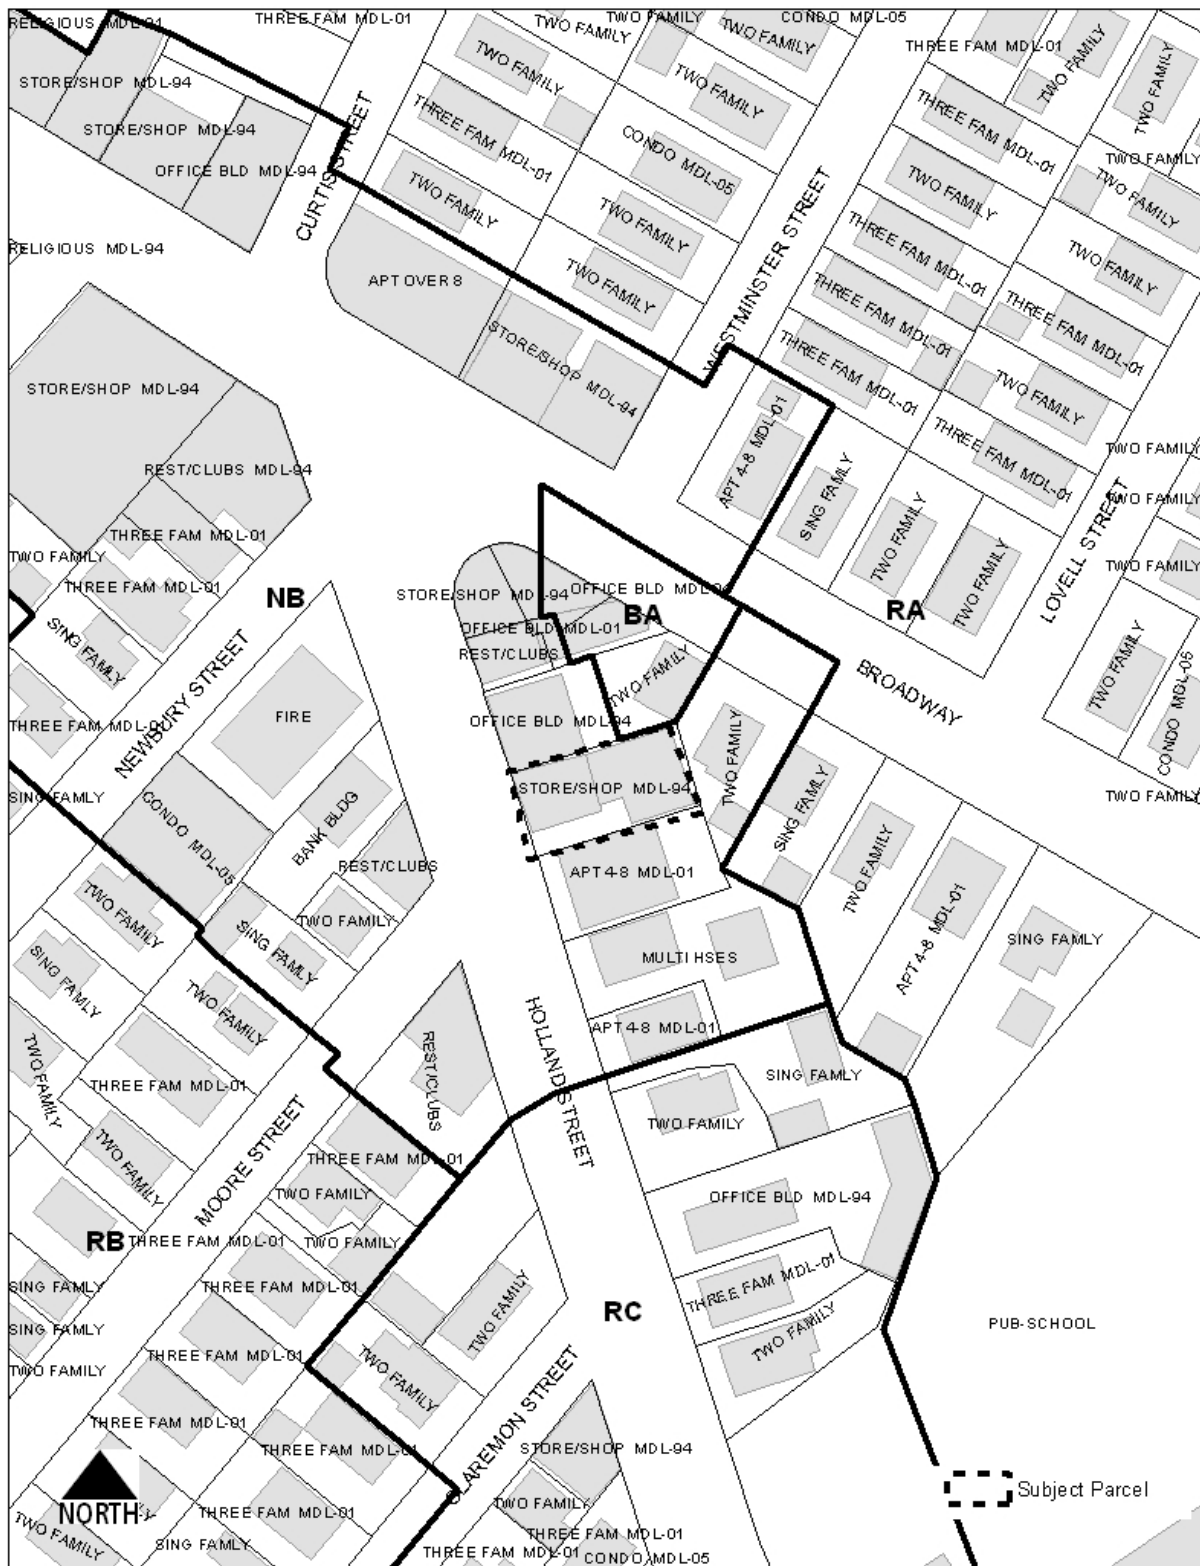 RELIGIOUS MDL-01
THREE FAM MDL-01
TWO FAMILY
TWO FAMILY
TWO FAMILY
CONDO MDL-05
THREE FAM MDL-01
TWO FAMILY
STORE/SHOP MDL-94
TWO FAMILY
TWO FAMILY
TWO FAMILY
STORE/SHOP MDL-94
THREE FAM MDL-01
THREE FAM MDL-01
OFFICE BLD MDL-94
CONDO MDL-05
TWO FAMILY
CURTIS STREET
TWO FAMILY
TWO FAMILY
TWO FAMILY
RELIGIOUS MDL-94
TWO FAMILY
WESTMINSTER STREET
THREE FAM MDL-01
TWO FAMILY
APT OVER 8
TWO FAMILY
THREE FAM MDL-01
THREE FAM MDL-01
STORE/SHOP MDL-94
THREE FAM MDL-01
TWO FAMILY
STORE/SHOP MDL-94
APT 4-8 MDL-01
THREE FAM MDL-01
TWO FAMILY
REST/CLUBS MDL-94
SING FAMLY
TWO FAMILY
LOVELL STREET
THREE FAM MDL-01
TWO FAMILY
TWO FAMILY
TWO FAMILY
TWO FAMILY
THREE FAM MDL-01
NB
STORE/SHOP MDL-94
OFFICE BLD MDL-94
BA
RA
SING FAMLY
OFFICE BLD MDL-01
REST/CLUBS
TWO FAMILY
TWO FAMILY
CONDO MDL-05
BROADWAY
NEWBURY STREET
FIRE
THREE FAM MDL-01
OFFICE BLD MDL-94
TWO FAMILY
STORE/SHOP MDL-94
SING FAMLY
TWO FAMILY
SING FAMLY
CONDO MDL-05
BANK BLDG
REST/CLUBS
APT 4-8 MDL-01
TWO FAMILY
TWO FAMILY
TWO FAMILY
SING FAMLY
APT 4-8 MDL-01
SING FAMLY
SING FAMLY
MULTI HSES
TWO FAMILY
HOLLAND STREET
APT 4-8 MDL-01
TWO FAMILY
REST/CLUBS
THREE FAM MDL-01
SING FAMLY
TWO FAMILY
TWO FAMILY
MOORE STREET
THREE FAM MDL-01
TWO FAMILY
OFFICE BLD MDL-94
RB
THREE FAM MDL-01
TWO FAMILY
SING FAMLY
THREE FAM MDL-01
THREE FAM MDL-01
TWO FAMILY
RC
SING FAMLY
TWO FAMILY
PUB-SCHOOL
THREE FAM MDL-01
TWO FAMILY
TWO FAMILY
CLAREMON STREET
THREE FAM MDL-01
THREE FAM MDL-01
STORE/SHOP MDL-94
NORTH
Subject Parcel
TWO FAMILY
THREE FAM MDL-01
TWO FAMILY
SING FAMLY
THREE FAM MDL-01
THREE FAM MDL-01
CONDO MDL-05